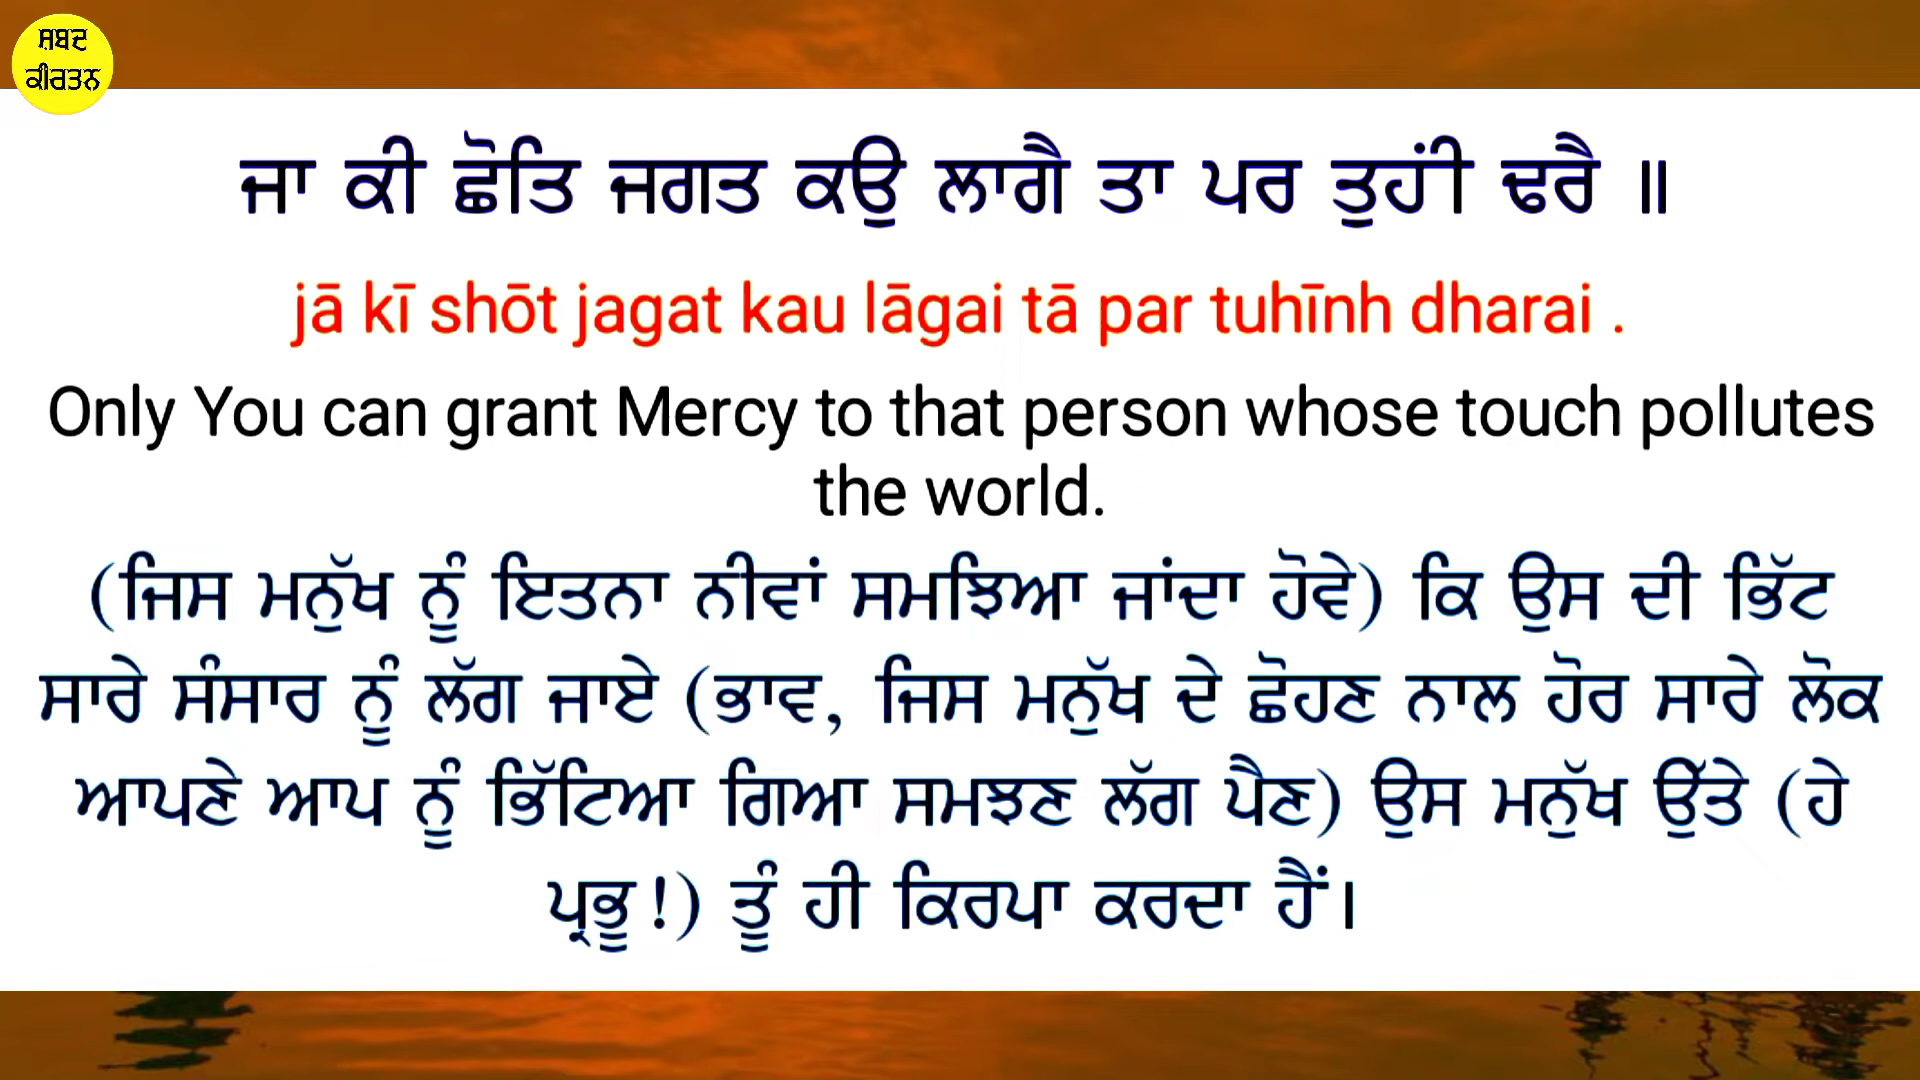 ਸ਼ਬਦ
ਕੀਰਤਨ
ਜਾ ਕੀ ਛੋਤਿ ਜਗਤ ਕਉ ਲਾਗੈ ਤਾ ਪਰ ਤੁਹੀਂ ਢਰੈ ॥
jā kī shōt jagat kau lāgai tā par tuhīnh dharai .
Only You can grant Mercy to that person whose touch pollutes
the world.
(ਜਿਸ ਮਨੁੱਖ ਨੂੰ ਇਤਨਾ ਨੀਵਾਂ ਸਮਝਿਆ ਜਾਂਦਾ ਹੋਵੇ) ਕਿ ਉਸ ਦੀ ਭਿੱਟ
ਸਾਰੇ ਸੰਸਾਰ ਨੂੰ ਲੱਗ ਜਾਏ (ਭਾਵ, ਜਿਸ ਮਨੁੱਖ ਦੇ ਛੋਹਣ ਨਾਲ ਹੋਰ ਸਾਰੇ ਲੋਕ
ਆਪਣੇ ਆਪ ਨੂੰ ਭਿੱਟਿਆ ਗਿਆ ਸਮਝਣ ਲੱਗ ਪੈਣ) ਉਸ ਮਨੁੱਖ ਉੱਤੇ (ਹੇ
ਪ੍ਰਭੂ!) ਤੂੰ ਹੀ ਕਿਰਪਾ ਕਰਦਾ ਹੈਂ।